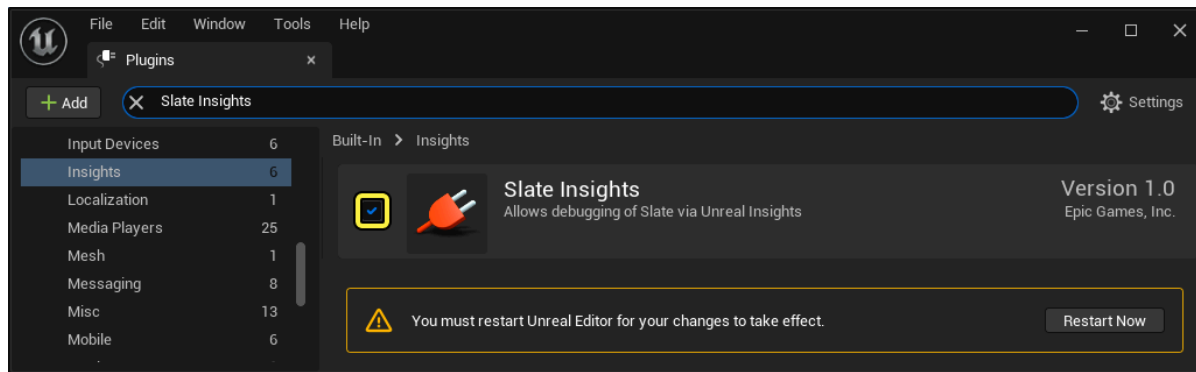 File Edit Window Tools Help
Plugins
+ Add Slate Insights Settings
Input Devices 6
Insights 6
Localization 1
Media Players 25
Mesh 1
Messaging 8
Misc 13
Mobile 6
Built-In > Insights
Slate Insights
Allows debugging of Slate via Unreal Insights
Version 1.0
Epic Games, Inc.
You must restart Unreal Editor for your changes to take effect.
Restart Now